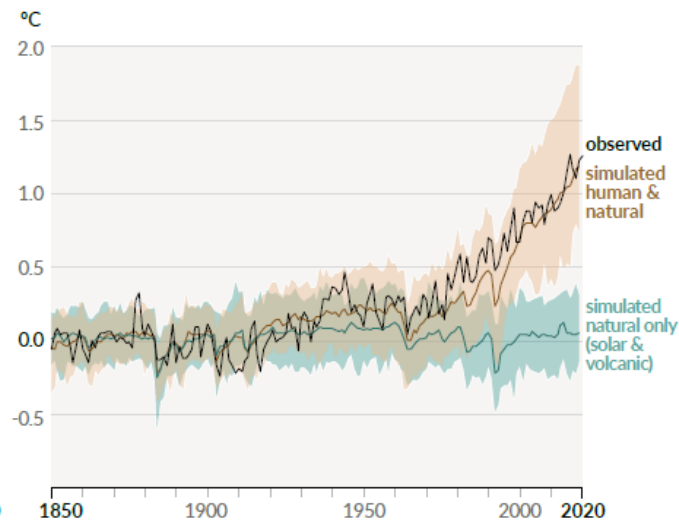 °C
2.0
1.5
observed
simulated
human &
natural
1.0
0.5
simulated
natural only
(solar &
volcanic)
0.0
-0.5
1850 1900 1950 2000 2020